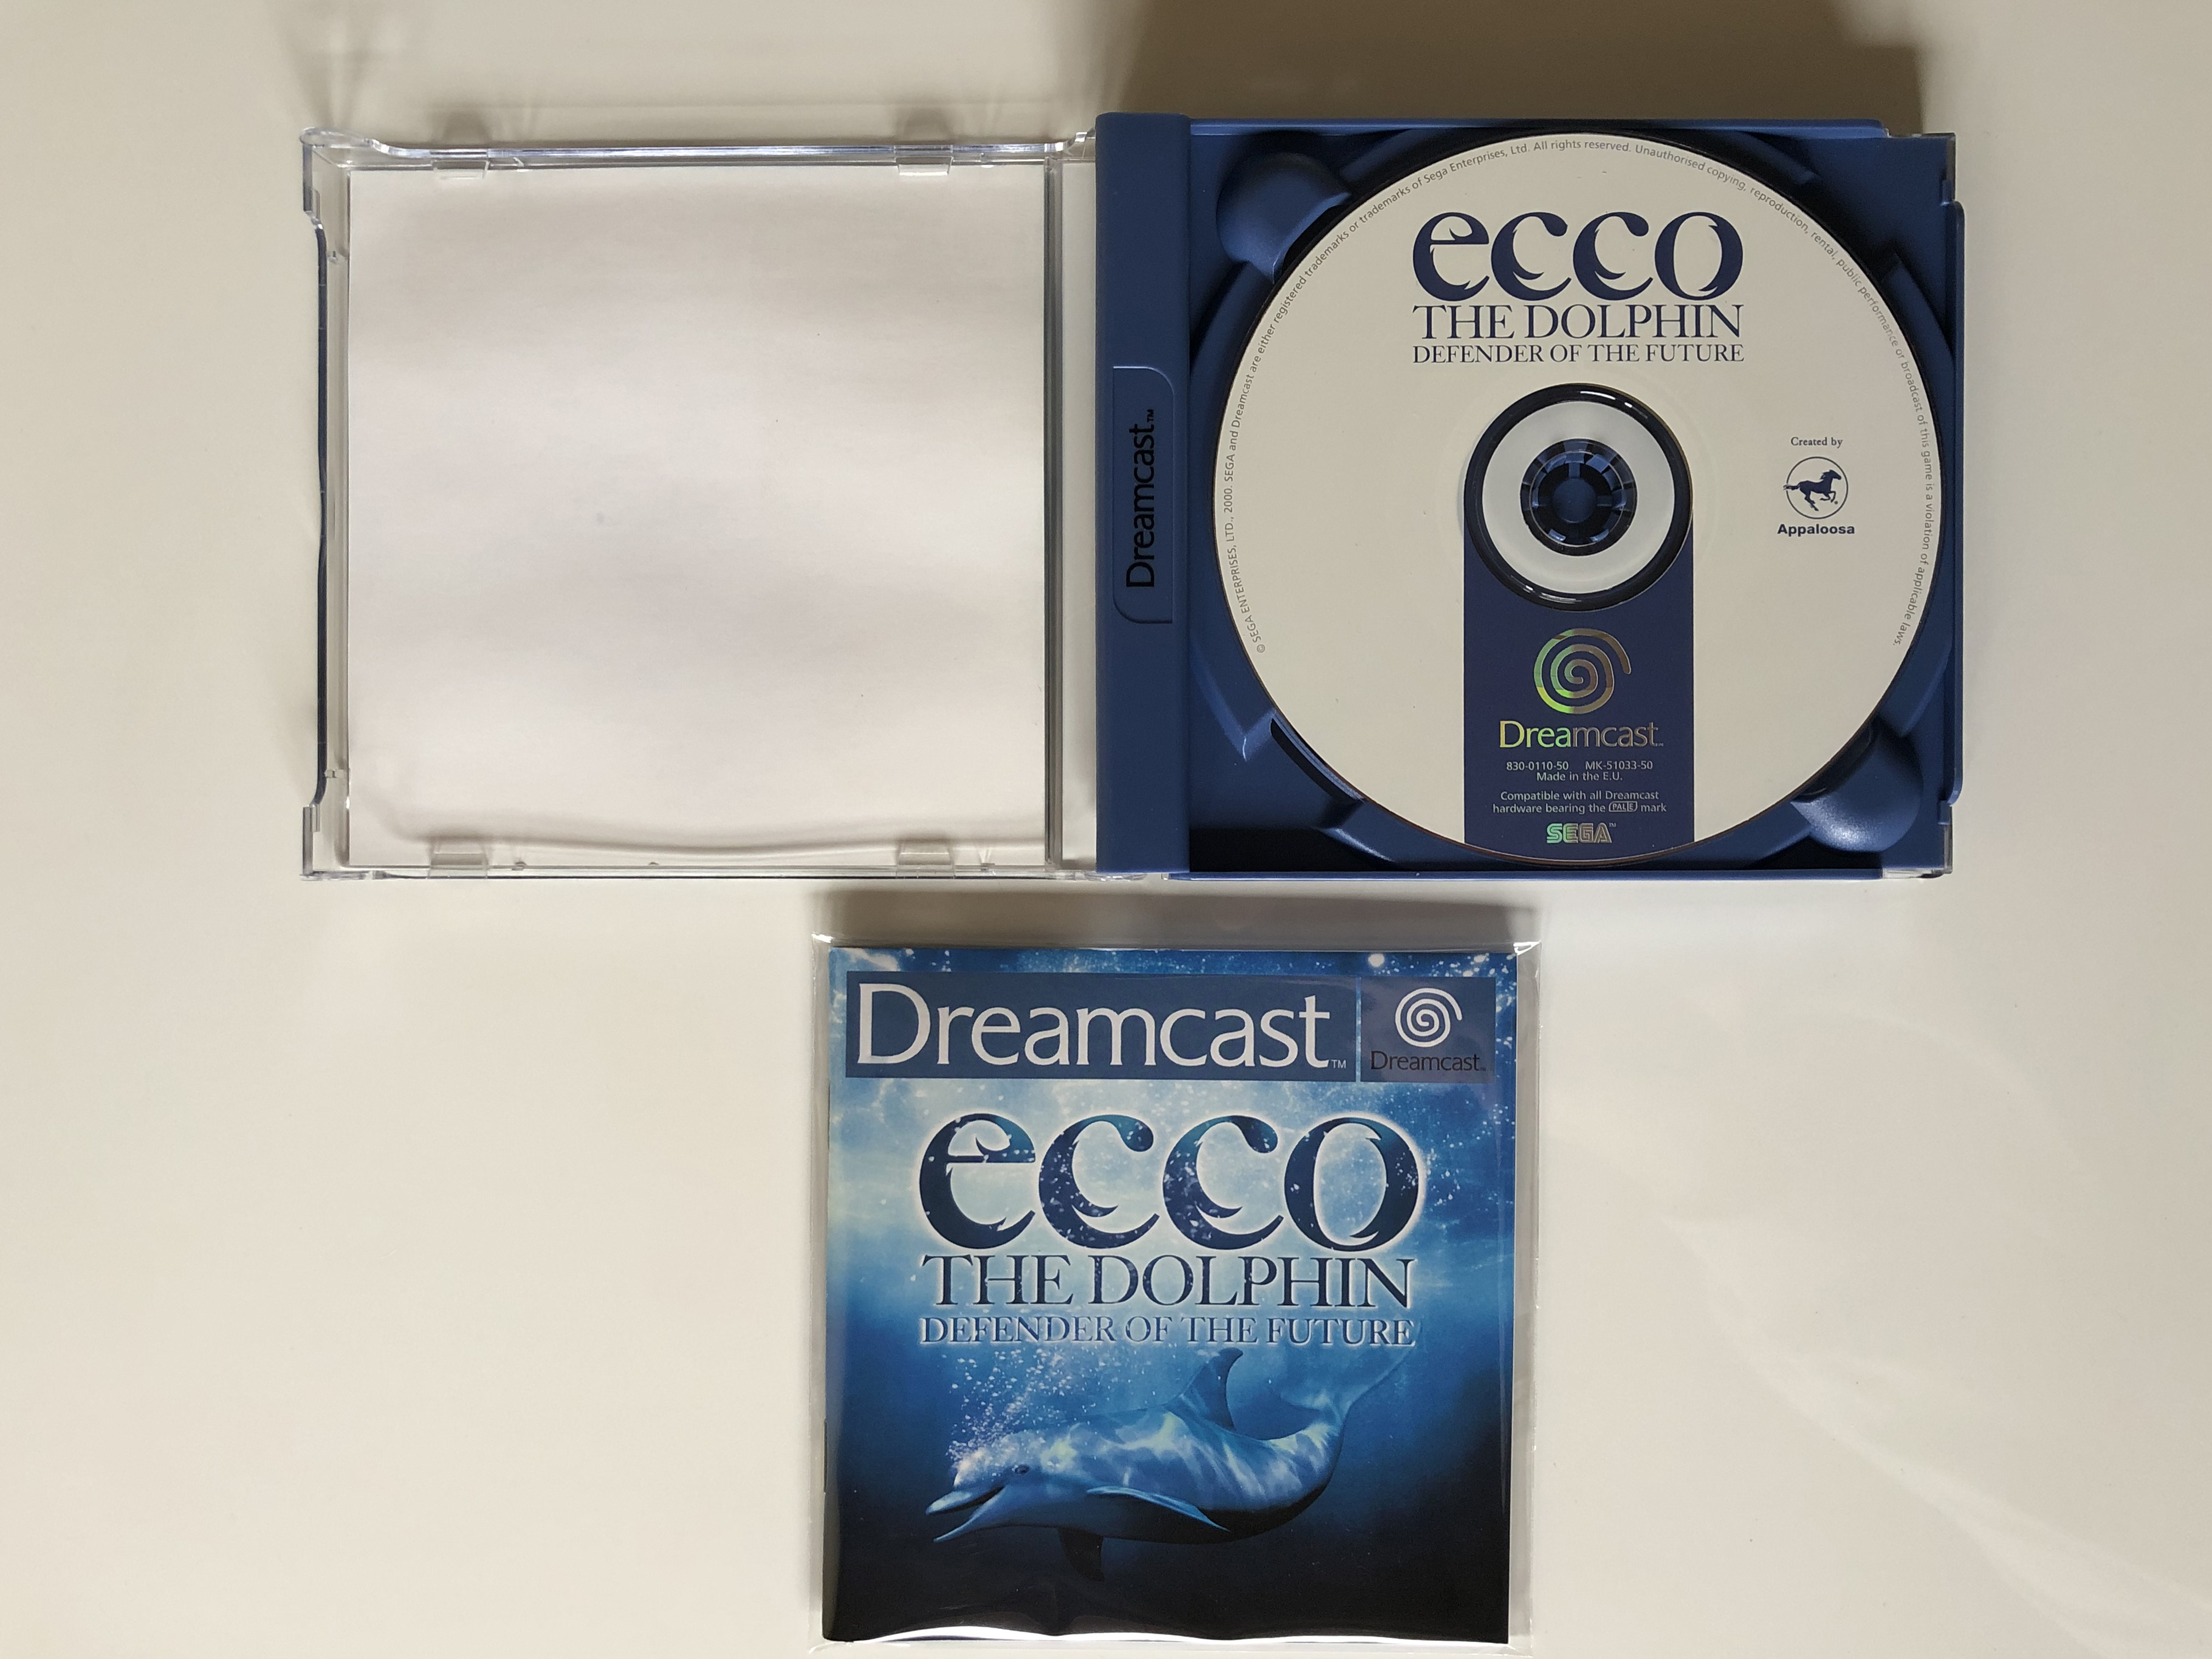 © SEGA ENTERPRISES, LTD., 2000. SEGA and Dreamcast are either registered trademarks or trademarks of Sega Enterprises, Ltd. All rights reserved. Unauthorised copying, reproduction, rental, public performance or broadcast of this game is a violation of applicable laws.
ecco
THE DOLPHIN
DEFENDER OF THE FUTURE
Dreamcast™
Created by
Appaloosa
Dreamcast™
830-0110-50 MK-51033-50
Made in the E.U.
Compatible with all Dreamcast
hardware bearing the PAL E mark
SEGA™
Dreamcast™
Dreamcast™
ecco
THE DOLPHIN
DEFENDER OF THE FUTURE